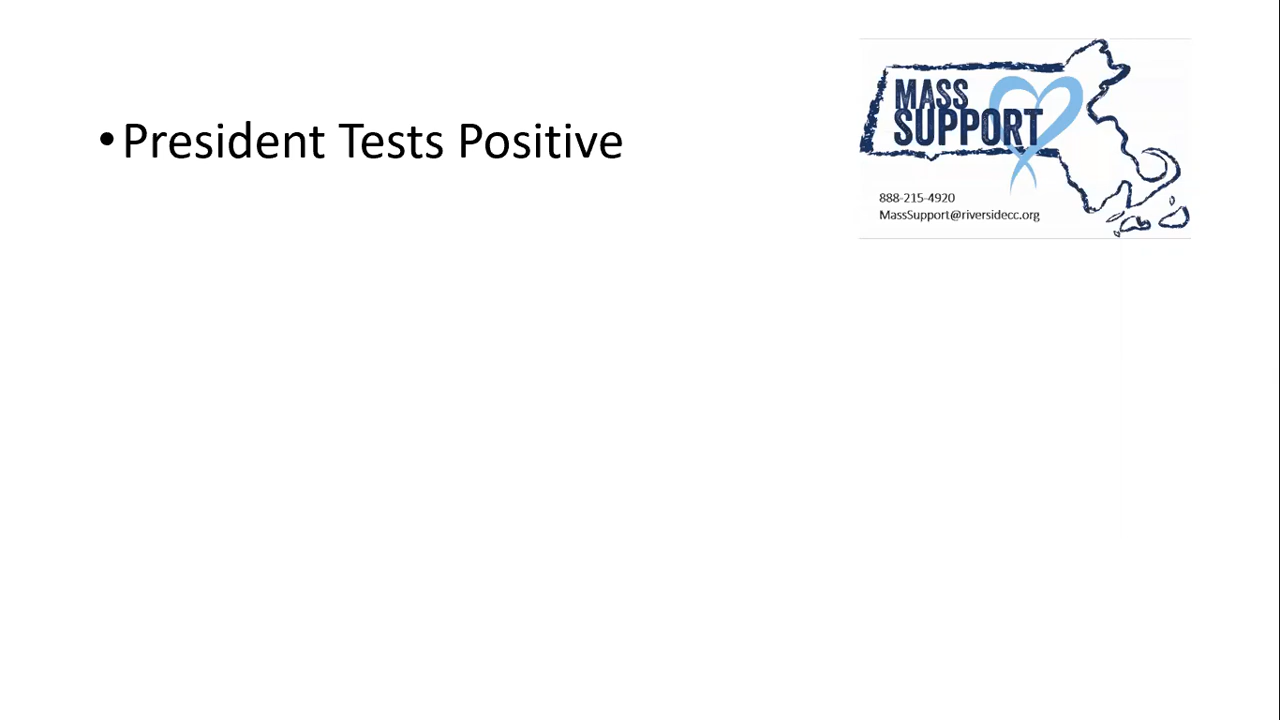 • President Tests Positive
MASS
SUPPORT
888-215-4920
MassSupport@riversidecc.org